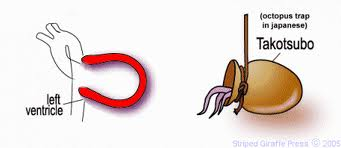 (octopus trap
in japanese)
Takotsubo
left
ventricle
Striped Giraffe Press © 2005